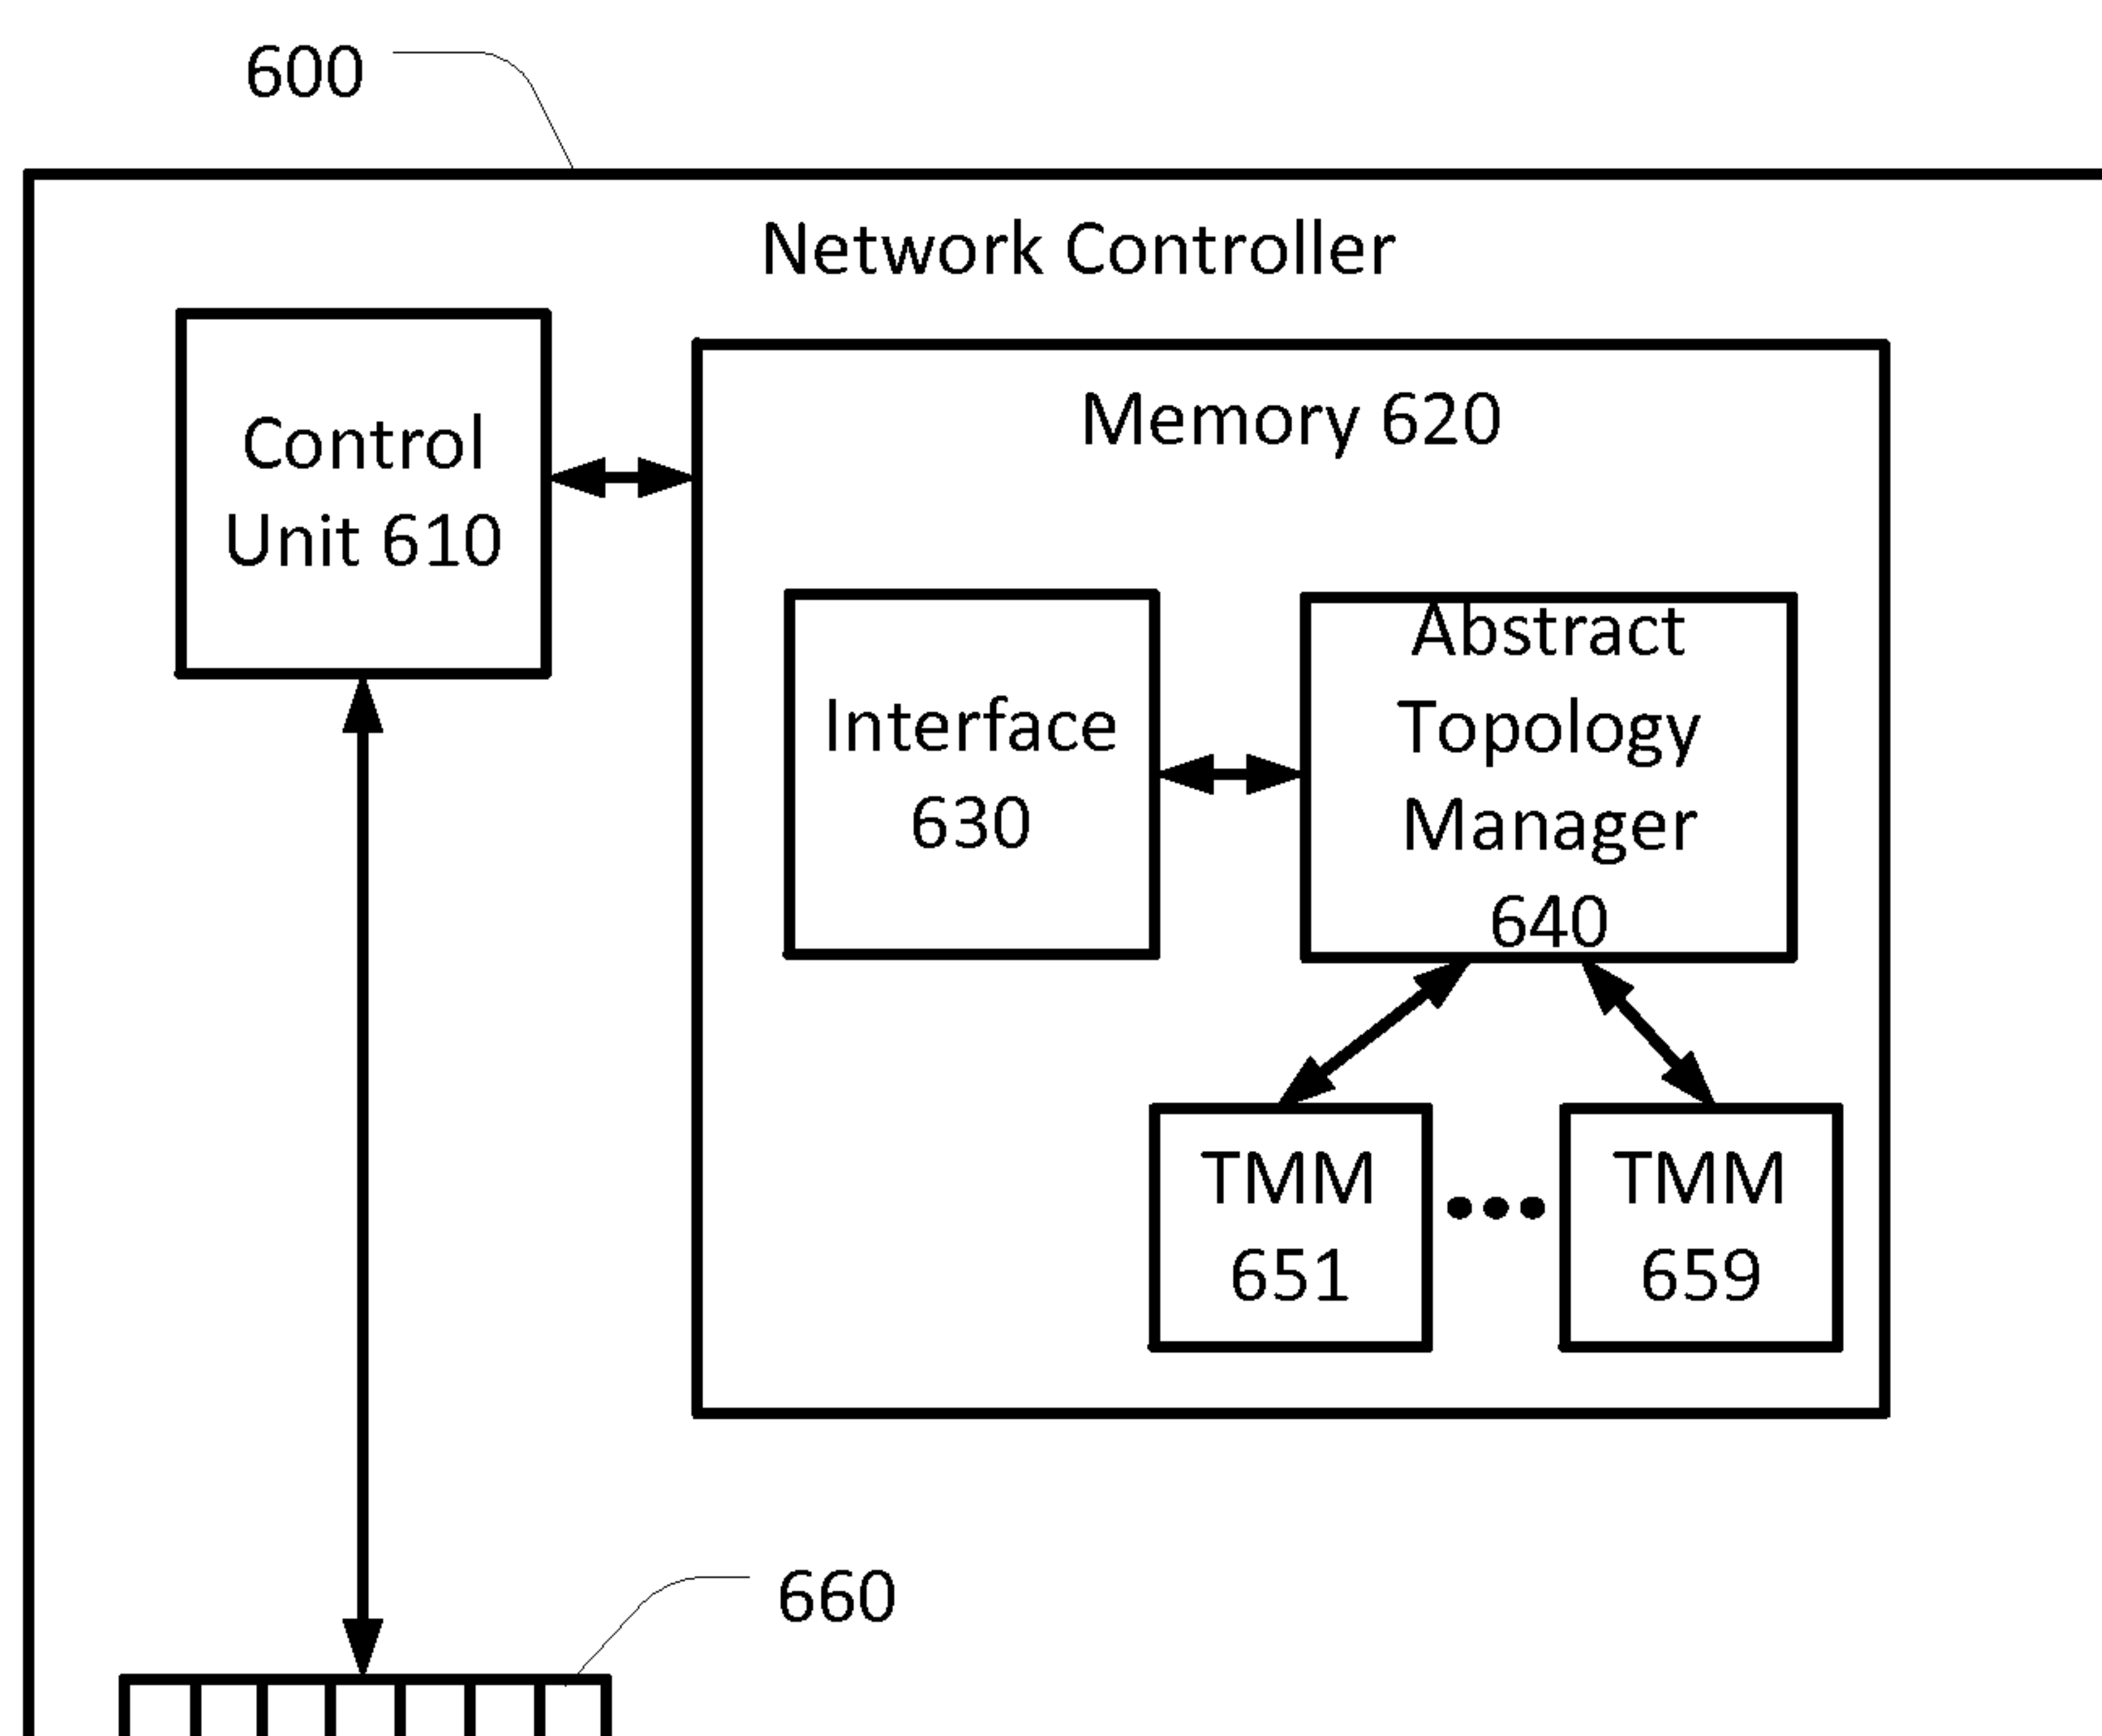 600
Network Controller
Control
Unit 610
Memory 620
Interface
630
Abstract
Topology
Manager
640
TMM
651
TMM
659
660